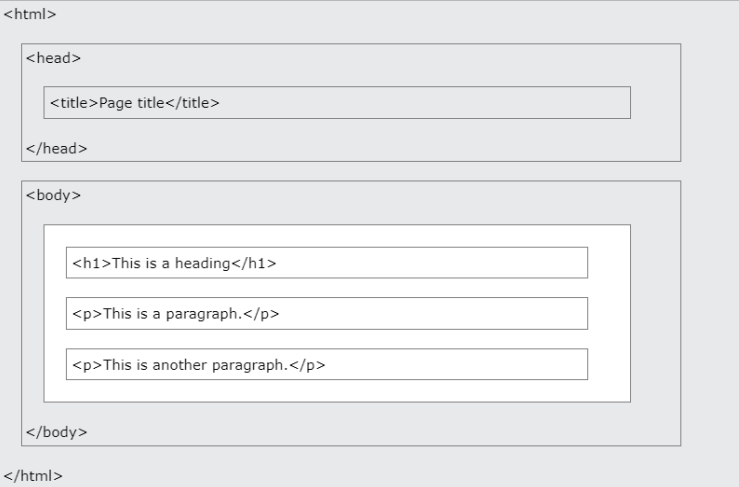 <html>
<head>
<title>Page title</title>
</head>
<body>
<h1>This is a heading</h1>
<p>This is a paragraph.</p>
<p>This is another paragraph.</p>
</body>
</html>